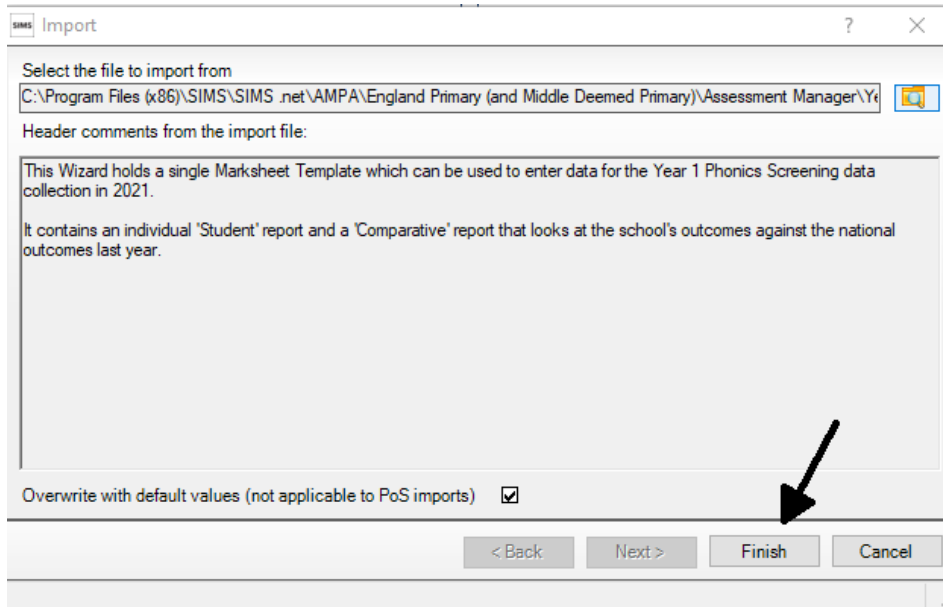 SIMS Import ?
Select the file to import from
C:\Program Files (x86)\SIMS\SIMS .net\AMPA\England Primary (and Middle Deemed Primary)\Assessment Manager\Ye
Header comments from the import file:
This Wizard holds a single Marksheet Template which can be used to enter data for the Year 1 Phonics Screening data
collection in 2021.
It contains an individual 'Student' report and a 'Comparative' report that looks at the school's outcomes against the national
outcomes last year.
Overwrite with default values (not applicable to PoS imports)
< Back Next > Finish Cancel